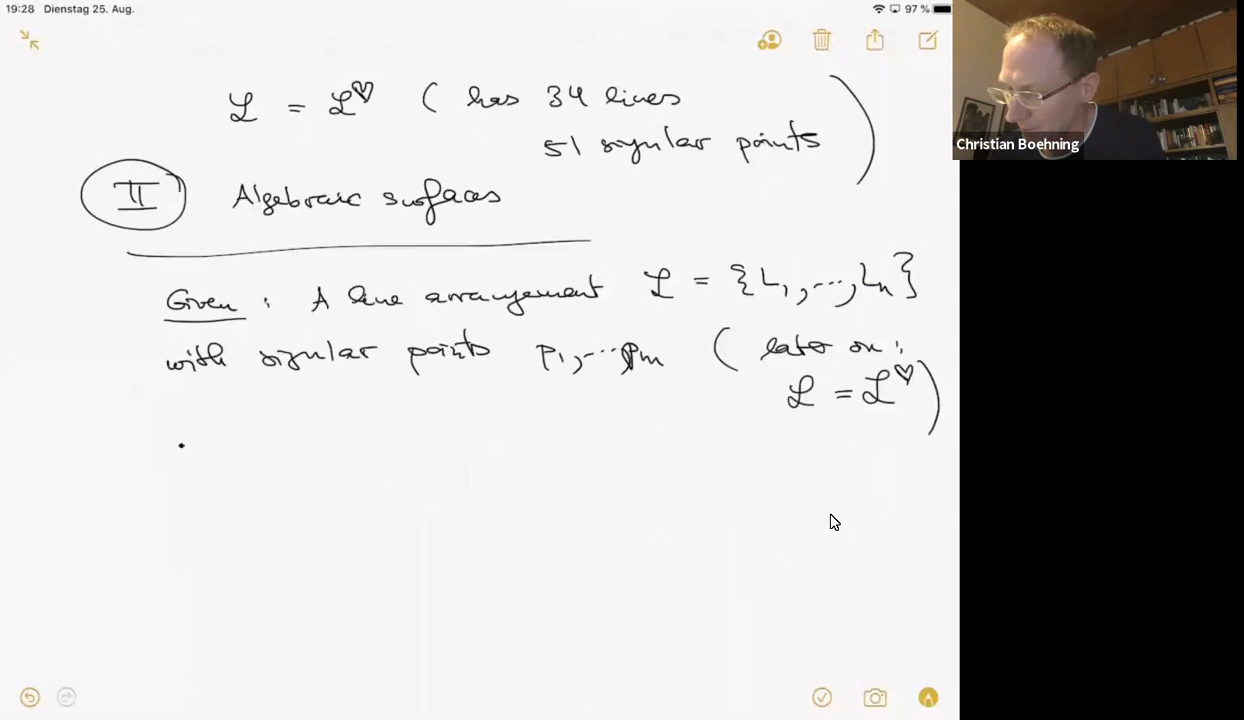 19:28 Dienstag 25. Aug.
97 %
ℒ = ℒ♡ ( has 34 lines
51 singular points )
Christian Boehning
II Algebraic surfaces
Given : A line arrangement ℒ = {L₁,...,Lₙ}
with singular points p₁,...pₘ ( later on :
ℒ = ℒ♡ )